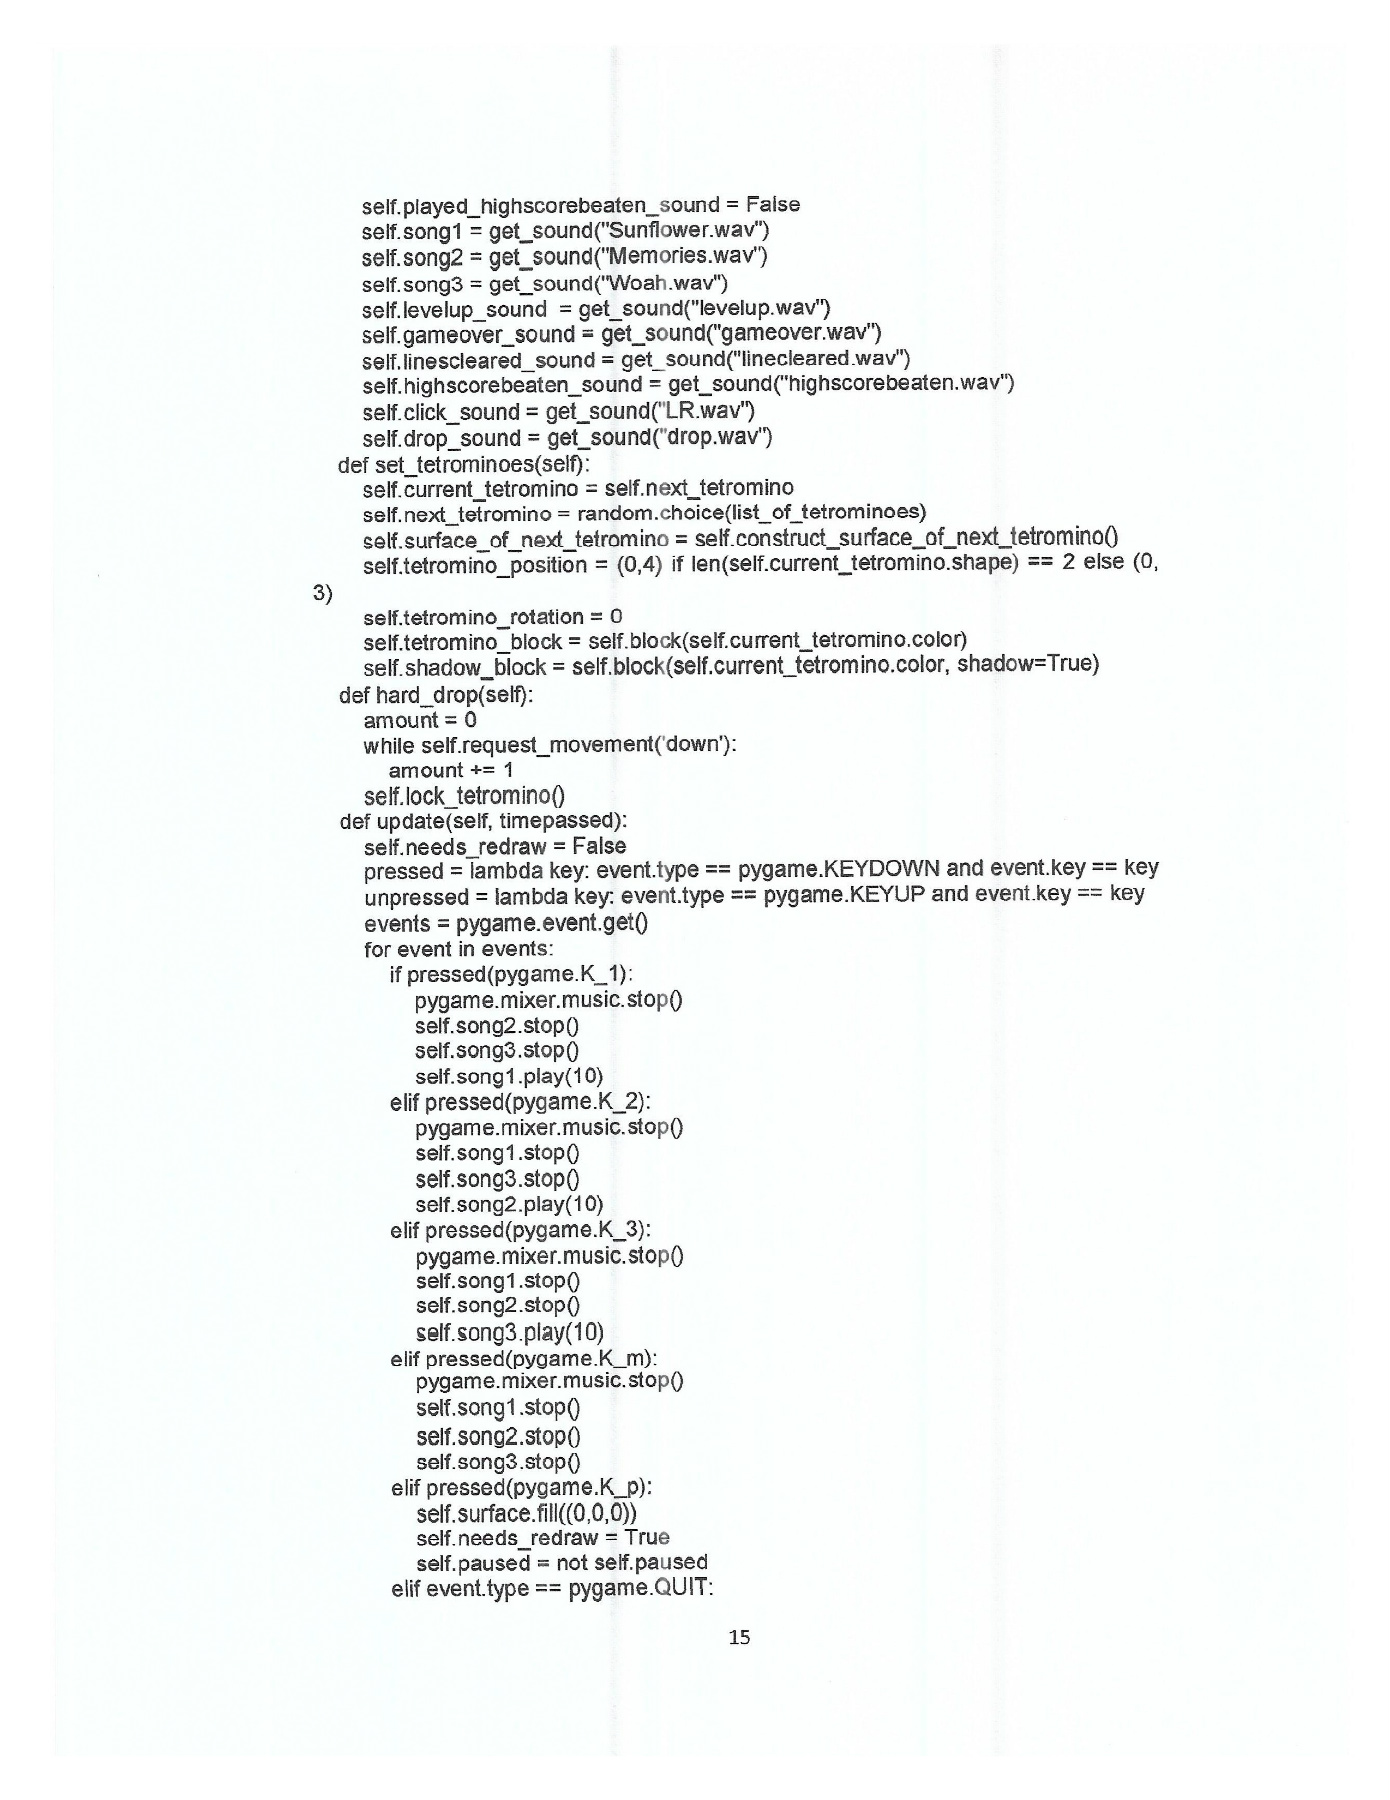 self.played_highscorebeaten_sound = False
self.song1 = get_sound("Sunflower.wav")
self.song2 = get_sound("Memories.wav")
self.song3 = get_sound("Woah.wav")
self.levelup_sound  = get_sound("levelup.wav")
self.gameover_sound = get_sound("gameover.wav")
self.linescleared_sound = get_sound("linecleared.wav")
self.highscorebeaten_sound = get_sound("highscorebeaten.wav")
self.click_sound = get_sound("LR.wav")
self.drop_sound = get_sound("drop.wav")
def set_tetrominoes(self):
self.current_tetromino = self.next_tetromino
self.next_tetromino = random.choice(list_of_tetrominoes)
self.surface_of_next_tetromino = self.construct_surface_of_next_tetromino()
self.tetromino_position = (0,4) if len(self.current_tetromino.shape) == 2 else (0,
3)
self.tetromino_rotation = 0
self.tetromino_block = self.block(self.current_tetromino.color)
self.shadow_block = self.block(self.current_tetromino.color, shadow=True)
def hard_drop(self):
amount = 0
while self.request_movement('down'):
amount += 1
self.lock_tetromino()
def update(self, timepassed):
self.needs_redraw = False
pressed = lambda key: event.type == pygame.KEYDOWN and event.key == key
unpressed = lambda key: event.type == pygame.KEYUP and event.key == key
events = pygame.event.get()
for event in events:
if pressed(pygame.K_1):
pygame.mixer.music.stop()
self.song2.stop()
self.song3.stop()
self.song1.play(10)
elif pressed(pygame.K_2):
pygame.mixer.music.stop()
self.song1.stop()
self.song3.stop()
self.song2.play(10)
elif pressed(pygame.K_3):
pygame.mixer.music.stop()
self.song1.stop()
self.song2.stop()
self.song3.play(10)
elif pressed(pygame.K_m):
pygame.mixer.music.stop()
self.song1.stop()
self.song2.stop()
self.song3.stop()
elif pressed(pygame.K_p):
self.surface.fill((0,0,0))
self.needs_redraw = True
self.paused = not self.paused
elif event.type == pygame.QUIT:
15